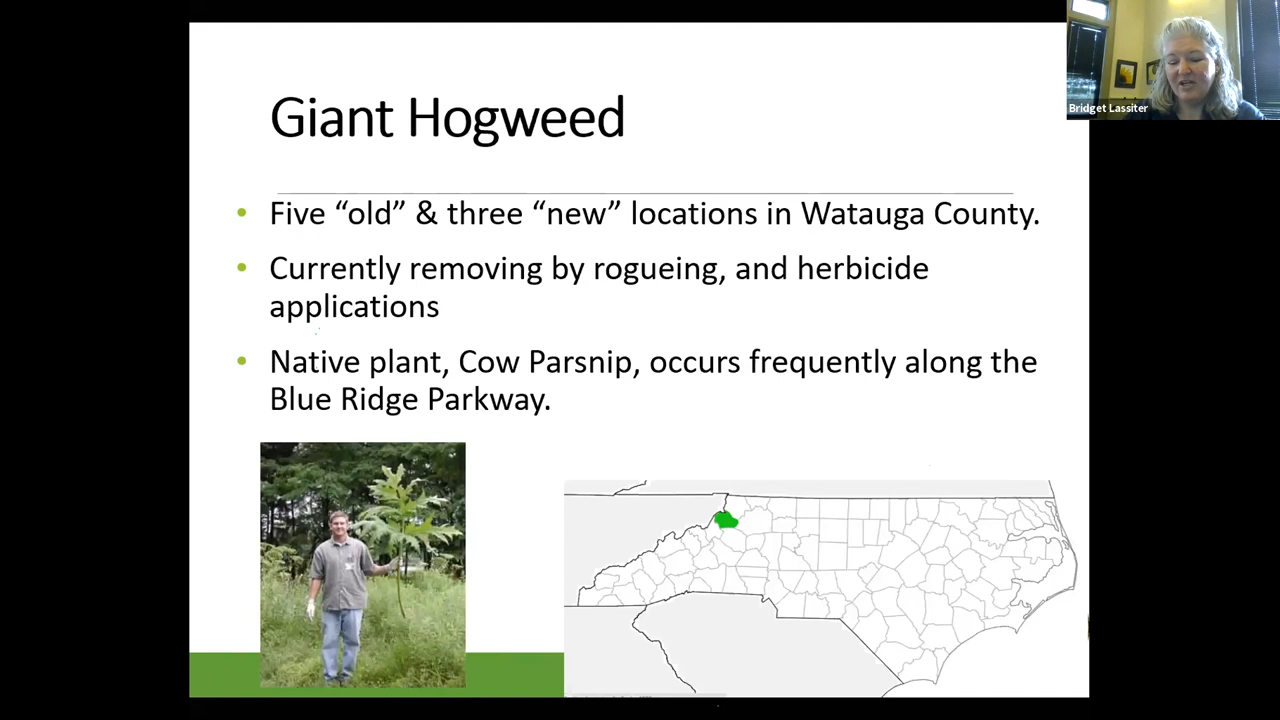 Bridget Lassiter
Giant Hogweed
• Five “old” & three “new” locations in Watauga County.
• Currently removing by rogueing, and herbicide
applications
• Native plant, Cow Parsnip, occurs frequently along the
Blue Ridge Parkway.